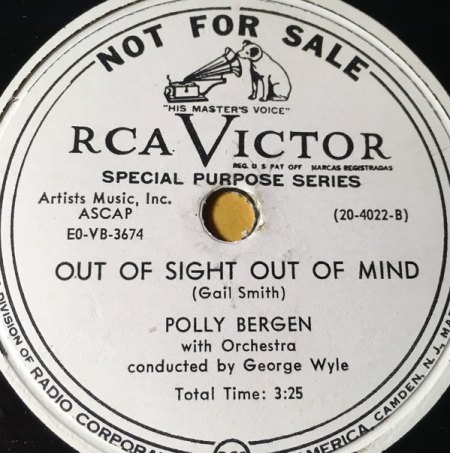 NOT FOR SALE
"HIS MASTER'S VOICE"
RCA VICTOR
REG. U S PAT OFF MARCAS REGISTRADAS
SPECIAL PURPOSE SERIES
Artists Music, Inc.
ASCAP
(20-4022-B)
E0-VB-3674
OUT OF SIGHT OUT OF MIND
(Gail Smith)
POLLY BERGEN
with Orchestra
conducted by George Wyle
Total Time: 3:25
DIVISION OF RADIO CORPORA
AMERICA, CAMDEN, N. J., MA